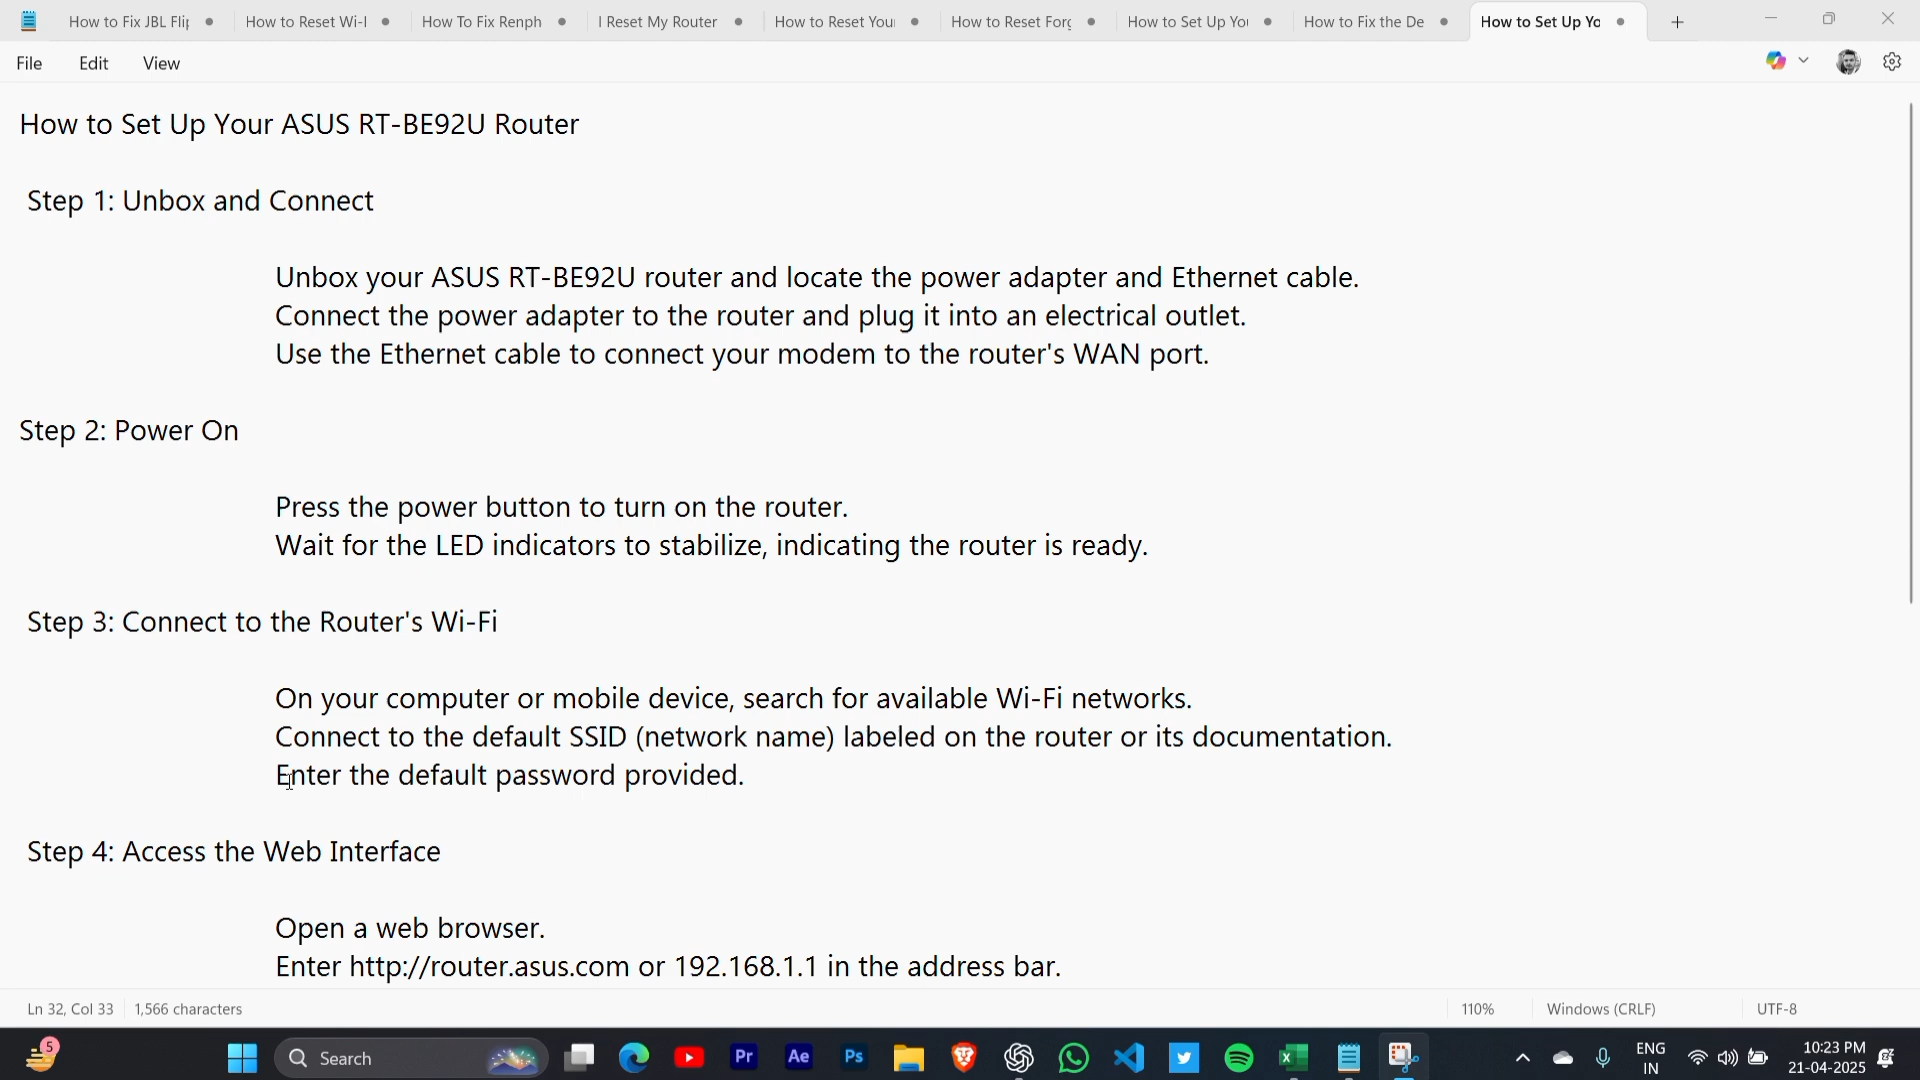 How to Fix JBL Flip
How to Reset Wi-I
How To Fix Renph
I Reset My Router
How to Reset Your
How to Reset Forg
How to Set Up You
How to Fix the De
How to Set Up Yo
File Edit View
How to Set Up Your ASUS RT-BE92U Router
Step 1: Unbox and Connect
Unbox your ASUS RT-BE92U router and locate the power adapter and Ethernet cable.
Connect the power adapter to the router and plug it into an electrical outlet.
Use the Ethernet cable to connect your modem to the router's WAN port.
Step 2: Power On
Press the power button to turn on the router.
Wait for the LED indicators to stabilize, indicating the router is ready.
Step 3: Connect to the Router's Wi-Fi
On your computer or mobile device, search for available Wi-Fi networks.
Connect to the default SSID (network name) labeled on the router or its documentation.
Enter the default password provided.
Step 4: Access the Web Interface
Open a web browser.
Enter http://router.asus.com or 192.168.1.1 in the address bar.
Ln 32, Col 33 1,566 characters 110% Windows (CRLF) UTF-8
5
Search
Pr
Ae
Ps
ENG
IN
10:23 PM
21-04-2025